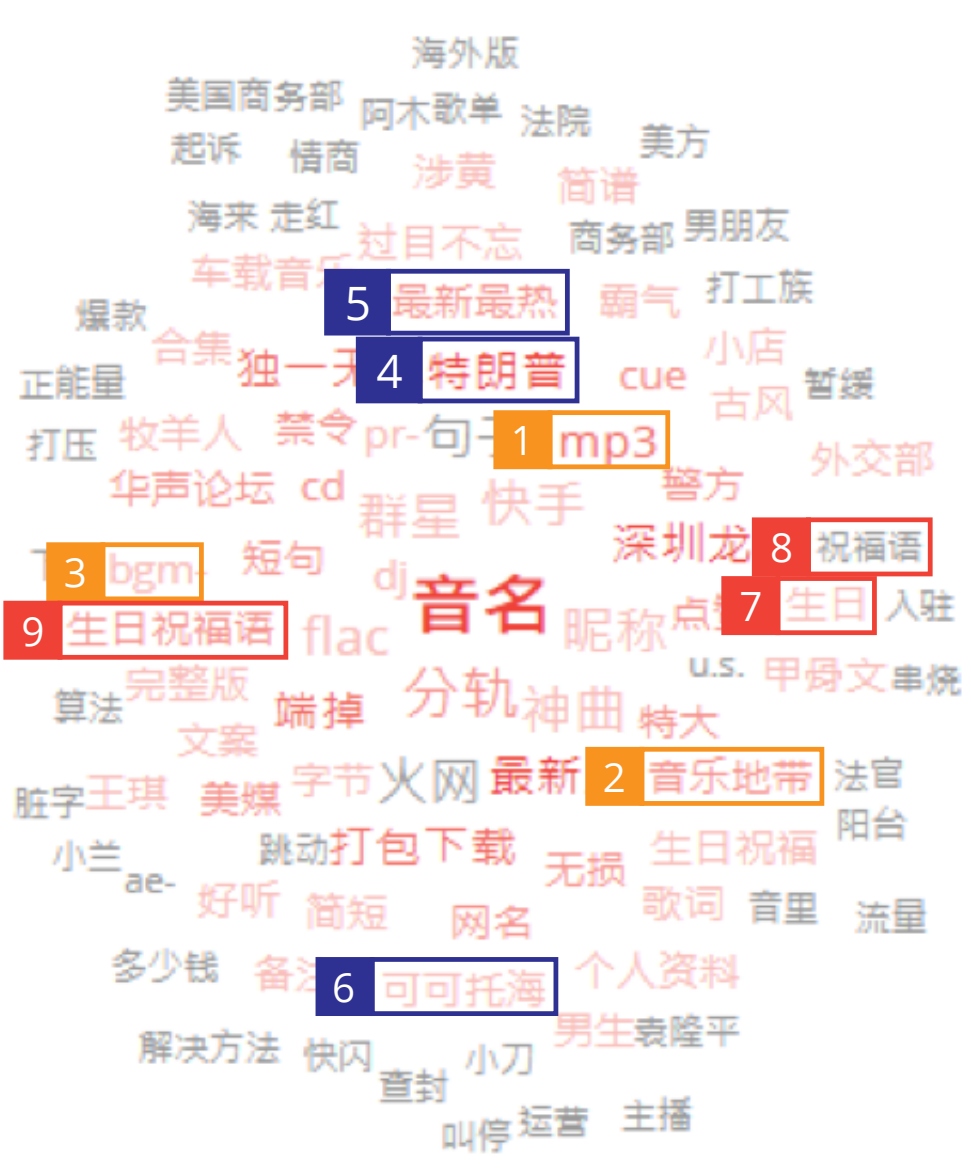 海外版
美国商务部 阿木歌单 法院
起诉 情商 涉黄 简谱 美方
海来 走红 过目不忘 商务部 男朋友
车载音乐 5 最新最热 霸气 打工族
爆款 合集 独一无 4 特朗普 cue 小店
正能量 古风 暂缓
打压 牧羊人 禁令 pr- 句子 1 mp3 外交部
华声论坛 cd 群星 快手 警方
深圳龙 8 祝福语
3 bgm- 短句 dj 音名 7 生日 入驻
9 生日祝福语 flac 昵称 点
u.s. 甲骨文 串烧
算法 完整版 端掉 分轨 神曲 特大
文案
脏字 王琪 美媒 字节 火网 最新 2 音乐地带 法官
小兰 跳动 打包下载 无损 生日祝福 阳台
ae- 好听 简短 网名 歌词 音里 流量
多少钱 备注 6 可可托海 个人资料
解决方法 快闪 小刀 男生 袁隆平
查封
叫停 运营 主播